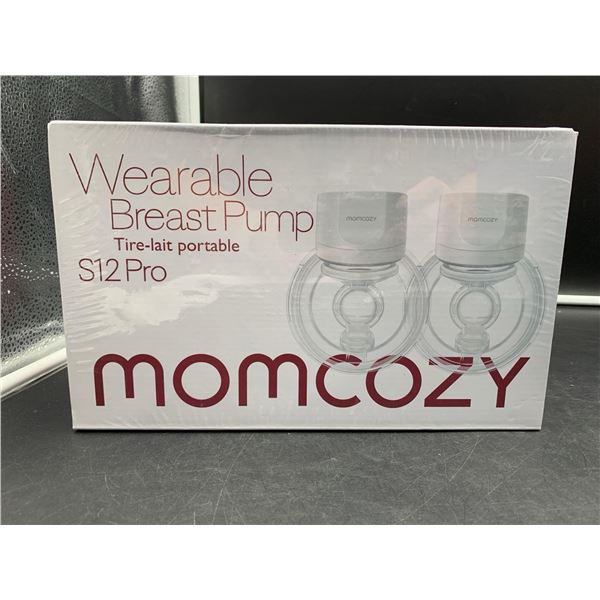 Wearable
Breast Pump
Tire-lait portable
S12 Pro
momcozy
momcozy
momcozy